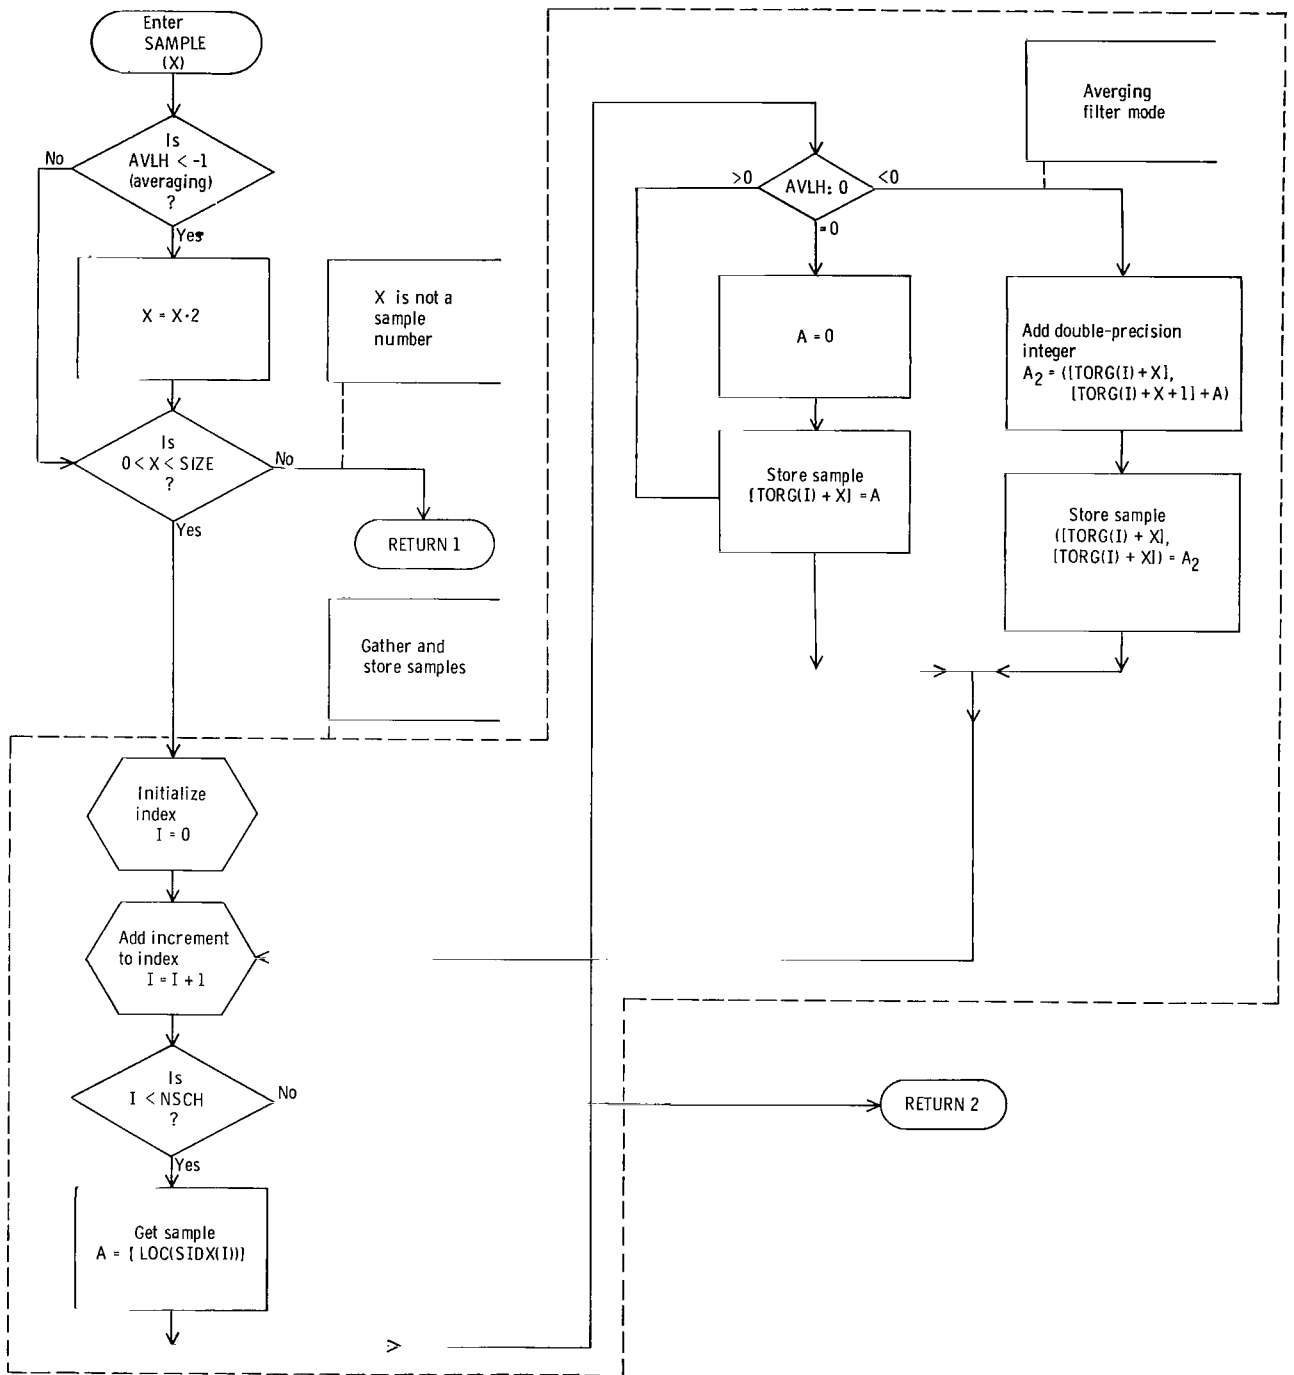 Enter
SAMPLE
(X)
Is
AVLH < -1
(averaging)
?
No
Yes
X = X·2
X is not a
sample
number
Is
0 < X < SIZE
?
No
Yes
RETURN 1
Gather and
store samples
Initialize
index
I = 0
Add increment
to index
I = I + 1
Is
I < NSCH
?
No
Yes
Get sample
A = [ LOC(SIDX(I))]
Averging
filter mode
>0
AVLH: 0
<0
=0
A = 0
Store sample
[TORG(I) + X] = A
Add double-precision
integer
A2 = ([TORG(I) + X],
[TORG(I) + X + 1] + A)
Store sample
([TORG(I) + X],
[TORG(I) + X]) = A2
RETURN 2